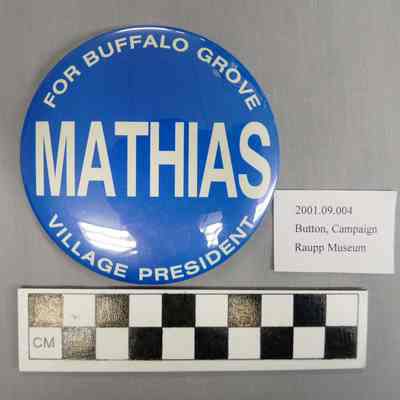 FOR BUFFALO GROVE
MATHIAS
VILLAGE PRESIDENT
2001.09.004
Button, Campaign
Raupp Museum
CM